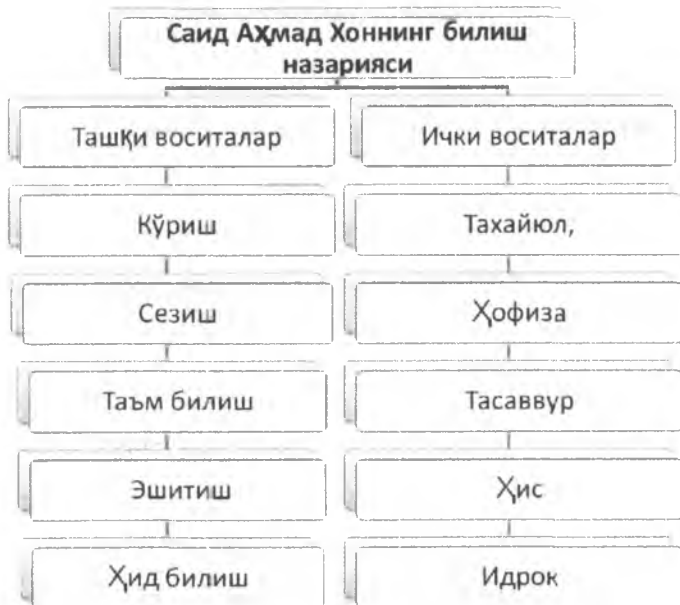 Саид Аҳмад Хоннинг билиш
назарияси
Ташқи воситалар
Ички воситалар
Кўриш
Тахайюл,
Сезиш
Ҳофиза
Таъм билиш
Тасаввур
Эшитиш
Ҳис
Ҳид билиш
Идрок